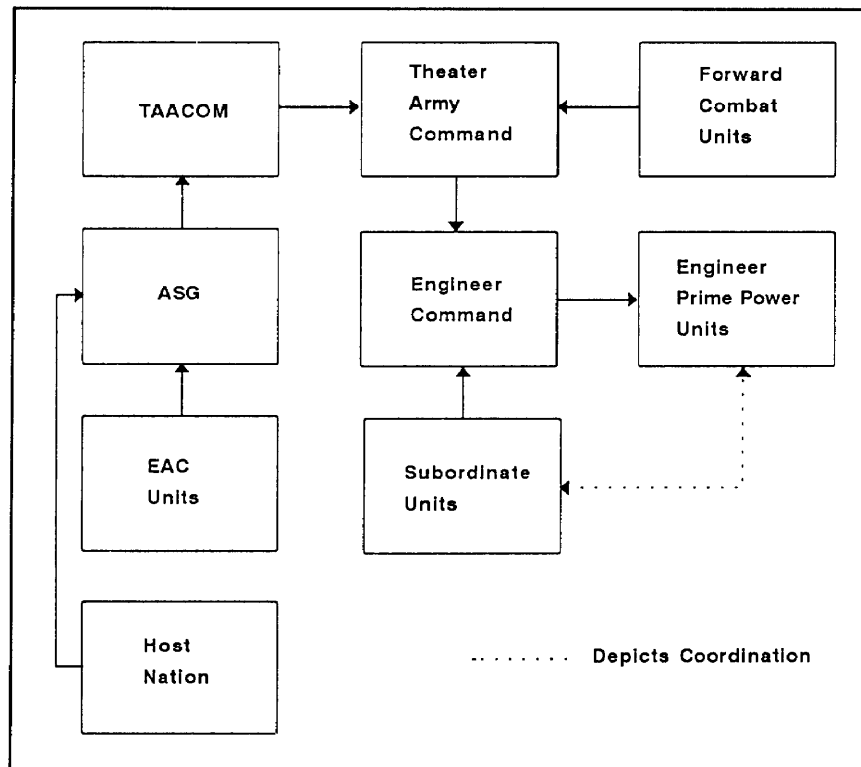 TAACOM
Theater
Army
Command
Forward
Combat
Units
ASG
Engineer
Command
Engineer
Prime Power
Units
EAC
Units
Subordinate
Units
Host
Nation
Depicts Coordination